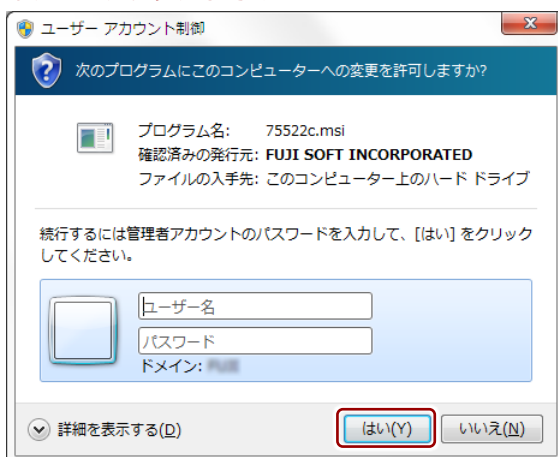 ユーザー アカウント制御
次のプログラムにこのコンピューターへの変更を許可しますか?
プログラム名: 75522c.msi
確認済みの発行元: FUJI SOFT INCORPORATED
ファイルの入手先: このコンピューター上のハード ドライブ
続行するには管理者アカウントのパスワードを入力して、[はい] をクリック
してください。
ユーザー名
パスワード
ドメイン:
詳細を表示する(D)
はい(Y)
いいえ(N)